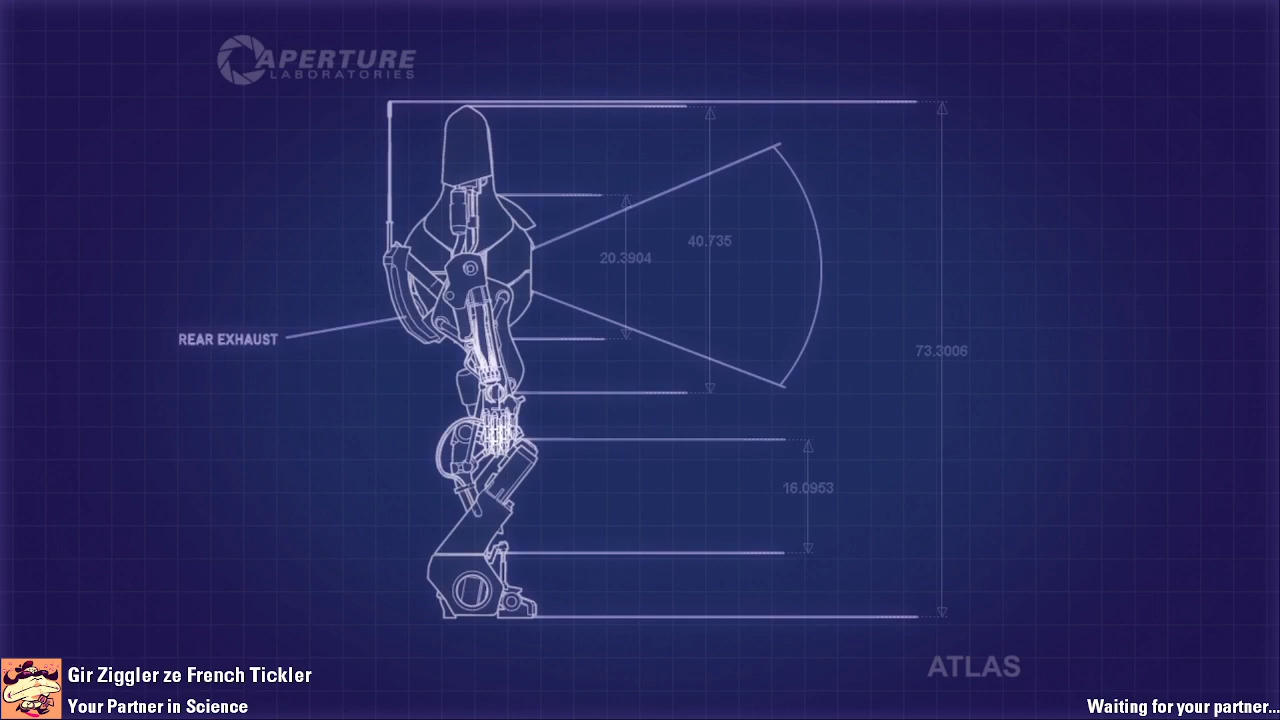 APERTURE
LABORATORIES
40.735
20.3904
REAR EXHAUST
73.3006
16.0953
ATLAS
Gir Ziggler ze French Tickler
Your Partner in Science
Waiting for your partner...